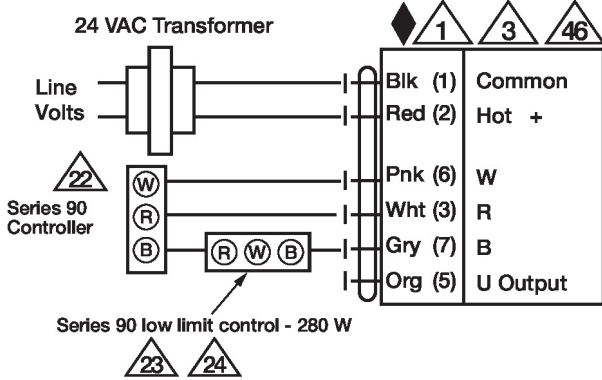 24 VAC Transformer
1 3 46
Line
Volts
Blk (1) Common
Red (2) Hot +
22
Series 90
Controller
W
R
B
R W B
Pnk (6) W
Wht (3) R
Gry (7) B
Org (5) U Output
Series 90 low limit control - 280 W
23 24